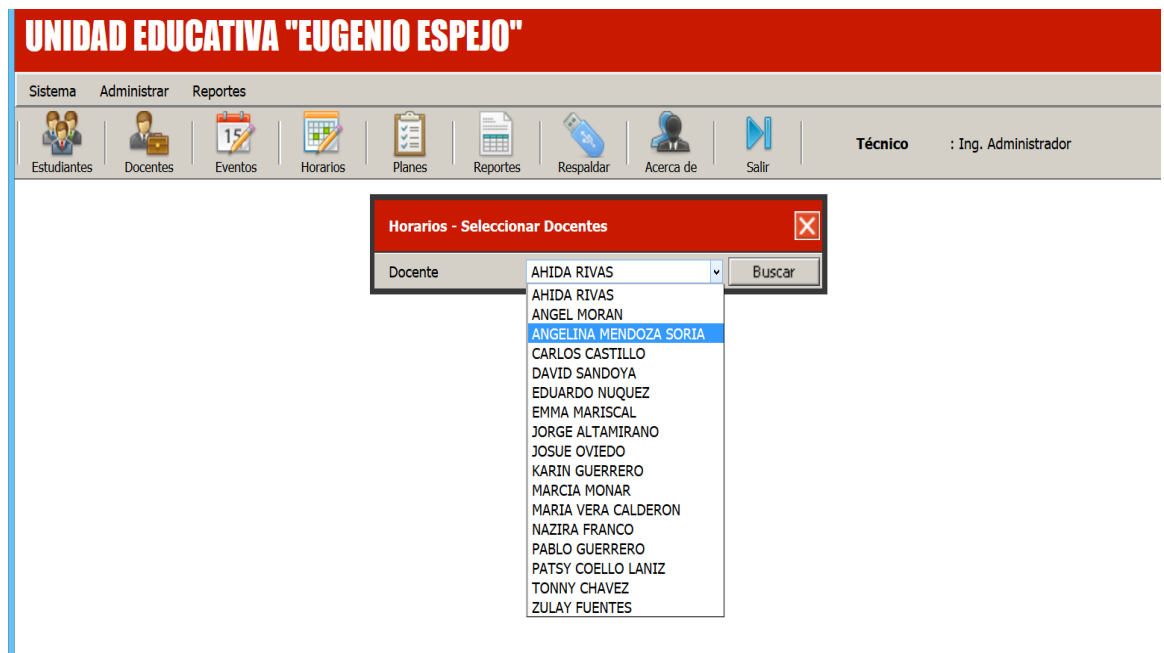 UNIDAD EDUCATIVA "EUGENIO ESPEJO"
Sistema Administrar Reportes
15
Estudiantes Docentes Eventos Horarios Planes Reportes Respaldar Acerca de Salir Técnico : Ing. Administrador
Horarios - Seleccionar Docentes
Docente AHIDA RIVAS Buscar
AHIDA RIVAS
ANGEL MORAN
ANGELINA MENDOZA SORIA
CARLOS CASTILLO
DAVID SANDOYA
EDUARDO NUQUEZ
EMMA MARISCAL
JORGE ALTAMIRANO
JOSUE OVIEDO
KARIN GUERRERO
MARCIA MONAR
MARIA VERA CALDERON
NAZIRA FRANCO
PABLO GUERRERO
PATSY COELLO LANIZ
TONNY CHAVEZ
ZULAY FUENTES